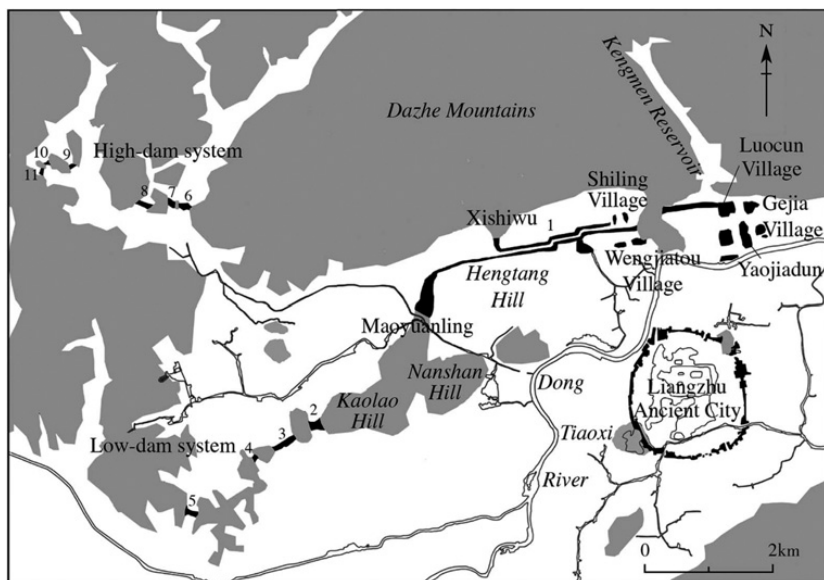 N
Kengmen Reservoir
Dazhe Mountains
Luocun
Village
High-dam system
10
9
11
8
7
6
Shiling
Village
Gejia
Village
Xishiwu
1
Wengjiatou
Village
Yaojiadun
Hengtang
Hill
Maoyuanling
Nanshan
Hill
Dong
Liangzhu
Ancient City
Kaolao
Hill
2
3
4
Tiaoxi
Low-dam system
River
5
0
2km